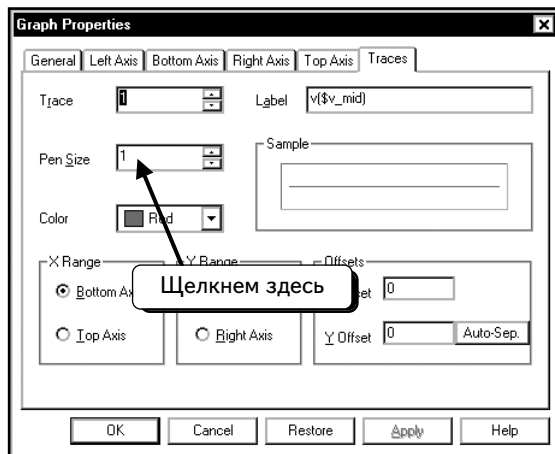 Graph Properties
General Left Axis Bottom Axis Right Axis Top Axis Traces
Trace 1 Label v($v_mid)
Pen Size 1 Sample
Color Red
X Range Y Range Offsets
Bottom Ax 0
Щелкнем здесь
Top Axis Right Axis Y Offset 0 Auto-Sep.
OK Cancel Restore Apply Help